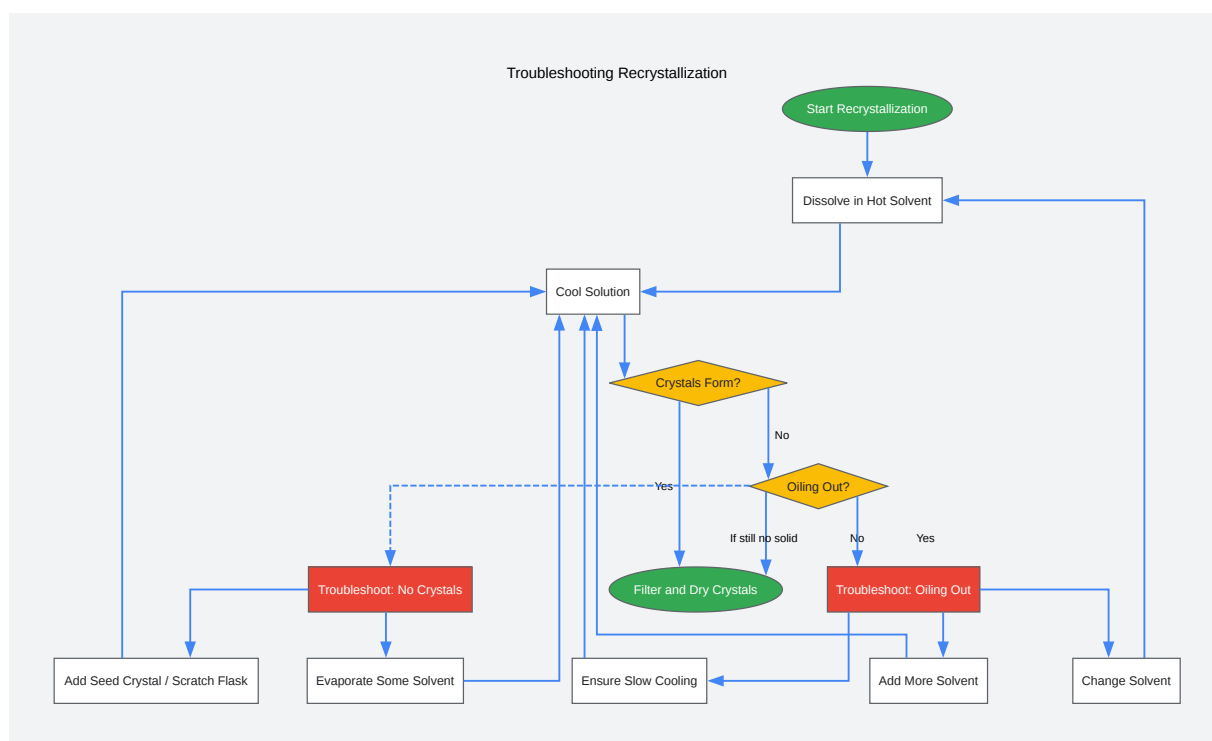 Troubleshooting Recrystallization
Start Recrystallization
Dissolve in Hot Solvent
Cool Solution
Crystals Form?
No
Yes
Oiling Out?
If still no solid
No
Yes
Troubleshoot: No Crystals
Filter and Dry Crystals
Troubleshoot: Oiling Out
Add Seed Crystal / Scratch Flask
Evaporate Some Solvent
Ensure Slow Cooling
Add More Solvent
Change Solvent